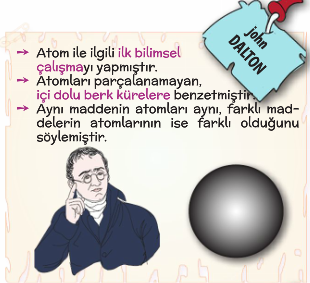 john
DALTON
→ Atom ile ilgili ilk bilimsel
çalışmayı yapmıştır.
→ Atomları parçalanamayan,
içi dolu berk kürelere benzetmiştir.
→ Aynı maddenin atomları aynı, farklı mad-
delerin atomlarının ise farklı olduğunu
söylemiştir.